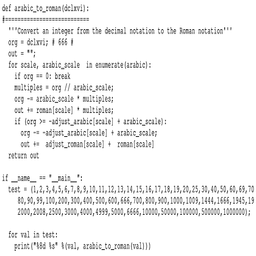 def arabic_to_roman(dclxvi):
#===========================
'''Convert an integer from the decimal notation to the Roman notation'''
org = dclxvi; # 666 #
out = "";
for scale, arabic_scale in enumerate(arabic):
if org == 0: break
multiples = org // arabic_scale;
org -= arabic_scale * multiples;
out += roman[scale] * multiples;
if (org >= -adjust_arabic[scale] + arabic_scale):
org -= -adjust_arabic[scale] + arabic_scale;
out += adjust_roman[scale] + roman[scale]
return out
if __name__ == "__main__":
test = (1,2,3,4,5,6,7,8,9,10,11,12,13,14,15,16,17,18,19,20,25,30,40,50,60,69,70
80,90,99,100,200,300,400,500,600,666,700,800,900,1000,1009,1444,1666,1945,19
2000,2008,2500,3000,4000,4999,5000,6666,10000,50000,100000,500000,1000000);
for val in test:
print("%8d %s" %(val, arabic_to_roman(val)))